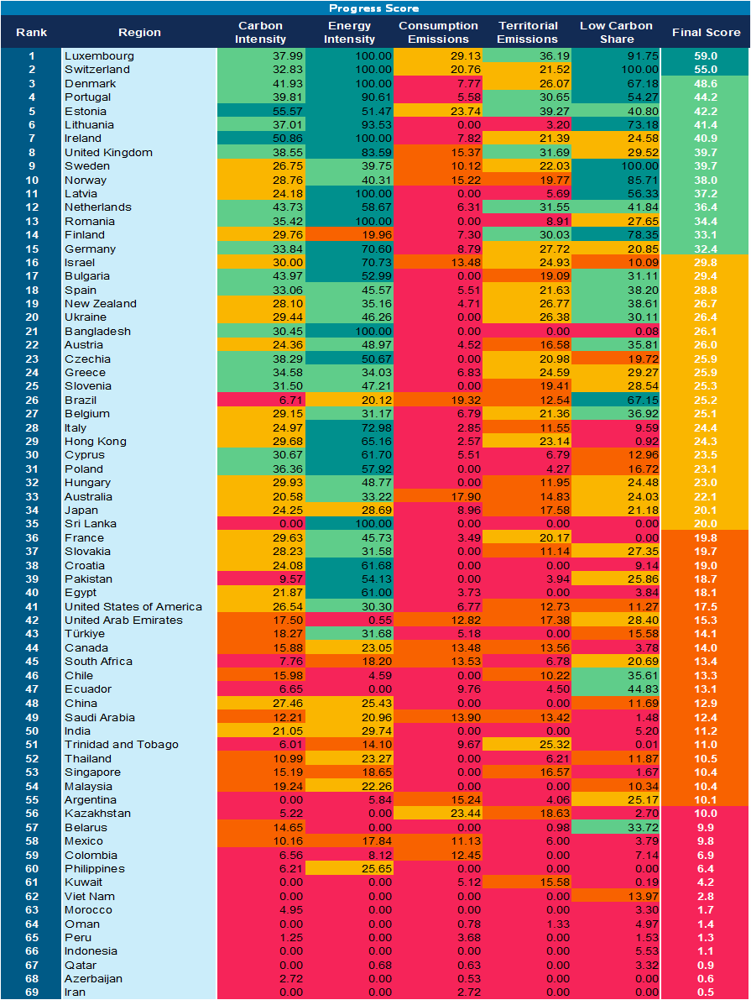 Progress Score
Rank Region Carbon Intensity Energy Intensity Consumption Emissions Territorial Emissions Low Carbon Share Final Score
1 Luxembourg 37.99 100.00 29.13 36.19 91.75 59.0
2 Switzerland 32.83 100.00 20.76 21.52 100.00 55.0
3 Denmark 41.93 100.00 7.77 26.07 67.18 48.6
4 Portugal 39.81 90.61 5.58 30.65 54.27 44.2
5 Estonia 55.57 51.47 23.74 39.27 40.80 42.2
6 Lithuania 37.01 93.53 0.00 3.20 73.18 41.4
7 Ireland 50.86 100.00 7.82 21.39 24.58 40.9
8 United Kingdom 38.55 83.59 15.37 31.69 29.52 39.7
9 Sweden 26.75 39.75 10.12 22.03 100.00 39.7
10 Norway 28.76 40.31 15.22 19.77 85.71 38.0
11 Latvia 24.18 100.00 0.00 5.69 56.33 37.2
12 Netherlands 43.73 58.67 6.31 31.55 41.84 36.4
13 Romania 35.42 100.00 0.00 8.91 27.65 34.4
14 Finland 29.76 19.96 7.30 30.03 78.35 33.1
15 Germany 33.84 70.60 8.79 27.72 20.85 32.4
16 Israel 30.00 70.73 13.48 24.93 10.09 29.8
17 Bulgaria 43.97 52.99 0.00 19.09 31.11 29.4
18 Spain 33.06 45.57 5.51 21.63 38.20 28.8
19 New Zealand 28.10 35.16 4.71 26.77 38.61 26.7
20 Ukraine 29.44 46.26 0.00 26.38 30.11 26.4
21 Bangladesh 30.45 100.00 0.00 0.00 0.08 26.1
22 Austria 24.36 48.97 4.52 16.58 35.81 26.0
23 Czechia 38.29 50.67 0.00 20.98 19.72 25.9
24 Greece 34.58 34.03 6.83 24.59 29.27 25.9
25 Slovenia 31.50 47.21 0.00 19.41 28.54 25.3
26 Brazil 6.71 20.12 19.32 12.54 67.15 25.2
27 Belgium 29.15 31.17 6.79 21.36 36.92 25.1
28 Italy 24.97 72.98 2.85 11.55 9.59 24.4
29 Hong Kong 29.68 65.16 2.57 23.14 0.92 24.3
30 Cyprus 30.67 61.70 5.51 6.79 12.96 23.5
31 Poland 36.36 57.92 0.00 4.27 16.72 23.1
32 Hungary 29.93 48.77 0.00 11.95 24.48 23.0
33 Australia 20.58 33.22 17.90 14.83 24.03 22.1
34 Japan 24.25 28.69 8.96 17.58 21.18 20.1
35 Sri Lanka 0.00 100.00 0.00 0.00 0.00 20.0
36 France 29.63 45.73 3.49 20.17 0.00 19.8
37 Slovakia 28.23 31.58 0.00 11.14 27.35 19.7
38 Croatia 24.08 61.68 0.00 0.00 9.14 19.0
39 Pakistan 9.57 54.13 0.00 3.94 25.86 18.7
40 Egypt 21.87 61.00 3.73 0.00 3.84 18.1
41 United States of America 26.54 30.30 6.77 12.73 11.27 17.5
42 United Arab Emirates 17.50 0.55 12.82 17.38 28.40 15.3
43 Türkiye 18.27 31.68 5.18 0.00 15.58 14.1
44 Canada 15.88 23.05 13.48 13.56 3.78 14.0
45 South Africa 7.76 18.20 13.53 6.78 20.69 13.4
46 Chile 15.98 4.59 0.00 10.22 35.61 13.3
47 Ecuador 6.65 0.00 9.76 4.50 44.83 13.1
48 China 27.46 25.43 0.00 0.00 11.69 12.9
49 Saudi Arabia 12.21 20.96 13.90 13.42 1.48 12.4
50 India 21.05 29.74 0.00 0.00 5.20 11.2
51 Trinidad and Tobago 6.01 14.10 9.67 25.32 0.01 11.0
52 Thailand 10.99 23.27 0.00 6.21 11.87 10.5
53 Singapore 15.19 18.65 0.00 16.57 1.67 10.4
54 Malaysia 19.24 22.26 0.00 0.00 10.34 10.4
55 Argentina 0.00 5.84 15.24 4.06 25.17 10.1
56 Kazakhstan 5.22 0.00 23.44 18.63 2.70 10.0
57 Belarus 14.65 0.00 0.00 0.98 33.72 9.9
58 Mexico 10.16 17.84 11.13 6.00 3.79 9.8
59 Colombia 6.56 8.12 12.45 0.00 7.14 6.9
60 Philippines 6.21 25.65 0.00 0.00 0.00 6.4
61 Kuwait 0.00 0.00 5.12 15.58 0.19 4.2
62 Viet Nam 0.00 0.00 0.00 0.00 13.97 2.8
63 Morocco 4.95 0.00 0.00 0.00 3.30 1.7
64 Oman 0.00 0.00 0.78 1.33 4.97 1.4
65 Peru 1.25 0.00 3.68 0.00 1.53 1.3
66 Indonesia 0.00 0.00 0.00 0.00 5.53 1.1
67 Qatar 0.00 0.68 0.63 0.00 3.32 0.9
68 Azerbaijan 2.72 0.00 0.53 0.00 0.00 0.6
69 Iran 0.00 0.00 2.72 0.00 0.00 0.5